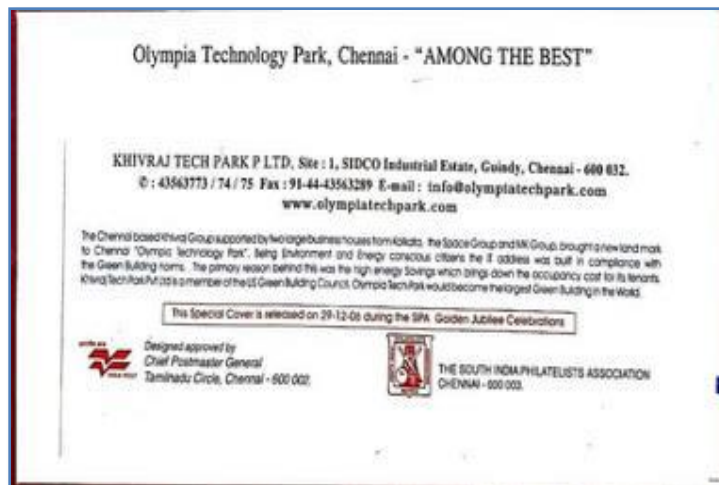 Olympia Technology Park, Chennai - "AMONG THE BEST"
KHIVRAJ TECH PARK P LTD, Site : 1, SIDCO Industrial Estate, Guindy, Chennai - 600 032.
✆ : 43563773 / 74 / 75 Fax : 91-44-43563289 E-mail : info@olympiatechpark.com
www.olympiatechpark.com
The Chennai based Khivraj Group supported by two large business houses from Kolkata, the Space Group and MK Group, brought a new land mark
to Chennai "Olympia Technology Park". Being Environment and Energy conscious citizens the IT address was built in compliance with
the Green Building norms. The primary reason behind this was the high energy Savings which brings down the occupancy cost for its tenants.
Khivraj Tech Park Pvt Ltd is a member of the US Green Building Council, Olympia Tech Park would become the largest Green Building in the World.
This Special Cover is released on 29-12-06 during the SIPA Golden Jubilee Celebrations
Designed approved by
Chief Postmaster General
Tamilnadu Circle, Chennai - 600 002.
THE SOUTH INDIA PHILATELISTS ASSOCIATION
CHENNAI - 600 003.